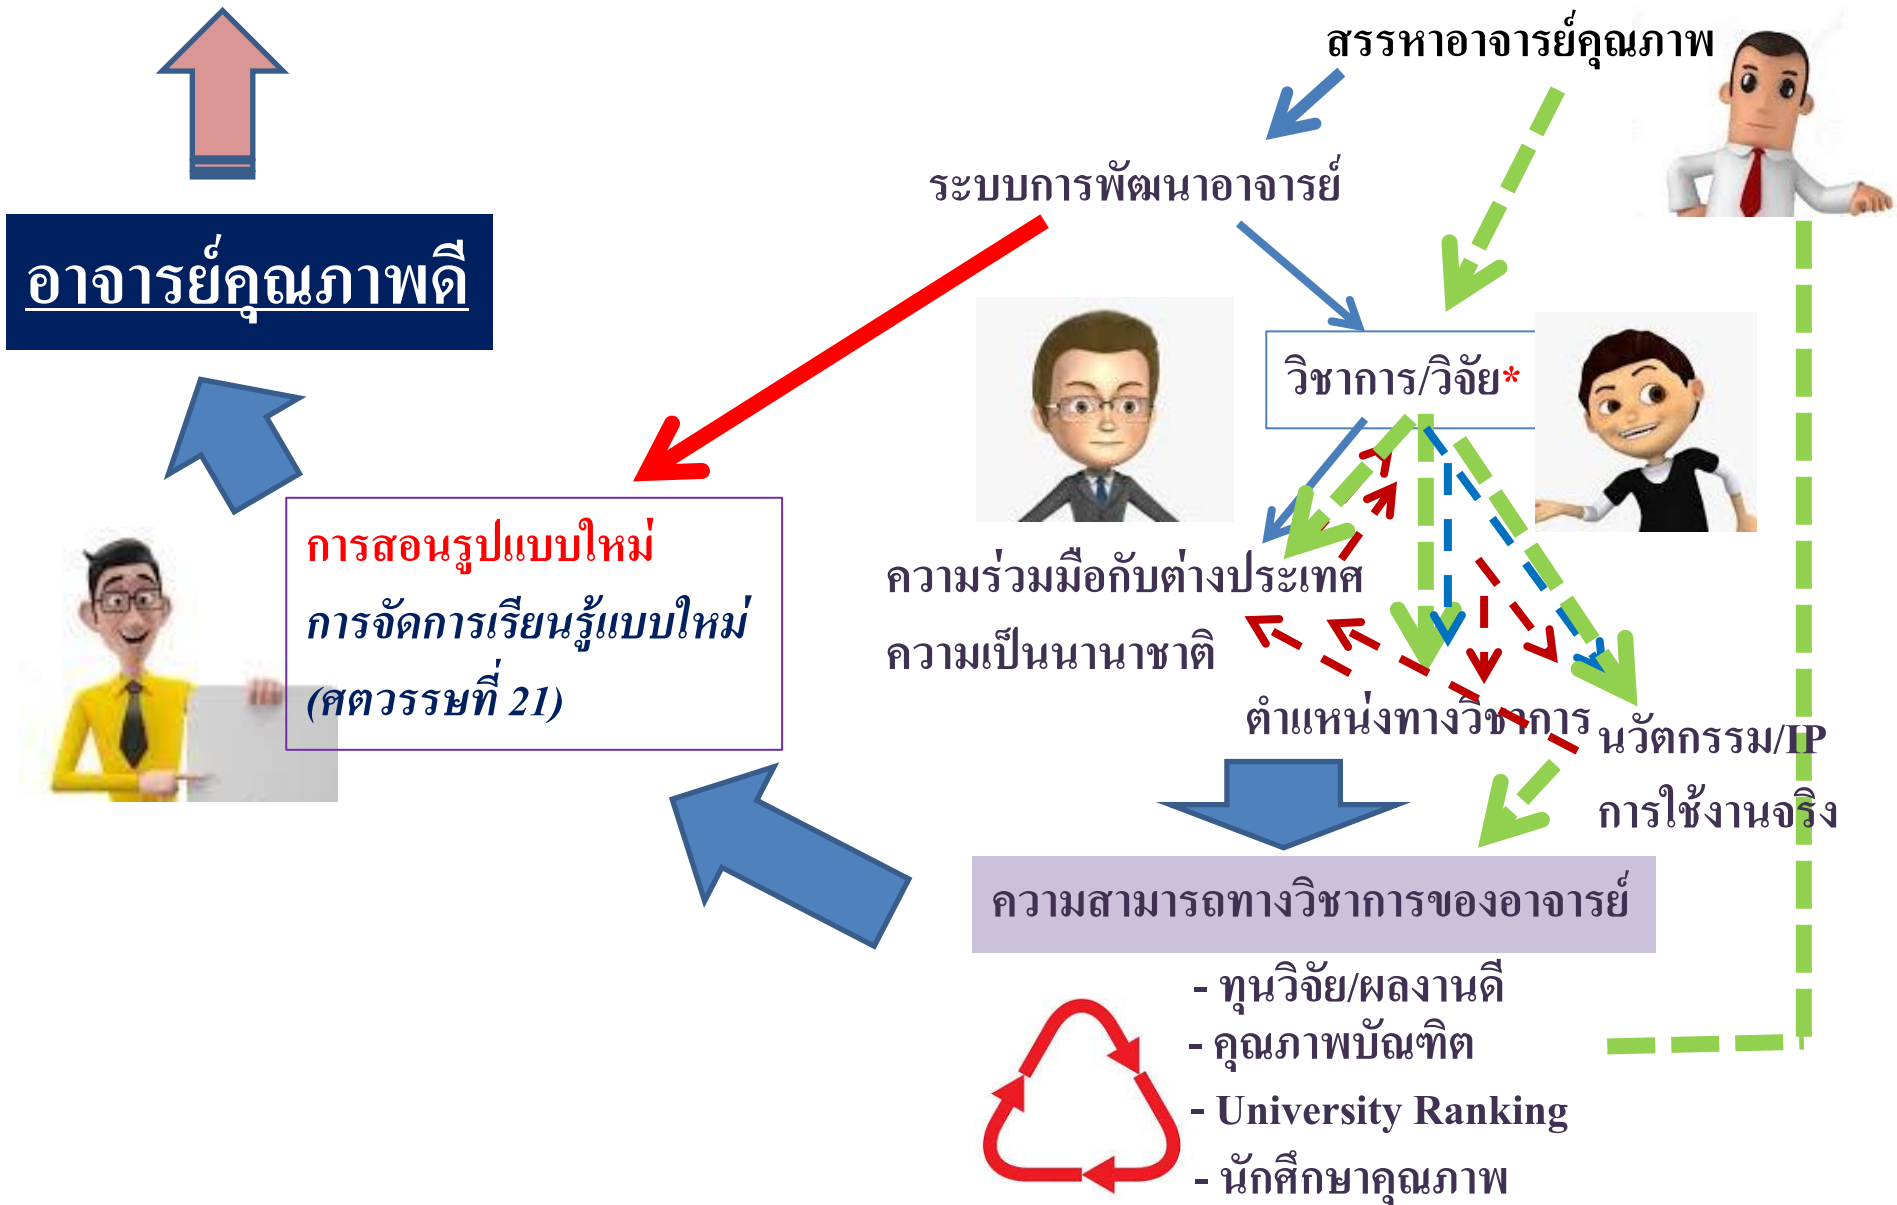 สรรหาอาจารย์คุณภาพ
ระบบการพัฒนาอาจารย์
อาจารย์คุณภาพดี
วิชาการ/วิจัย*
การสอนรูปแบบใหม่
การจัดการเรียนรู้แบบใหม่
(ศตวรรษที่ 21)
ความร่วมมือกับต่างประเทศ
ความเป็นนานาชาติ
ตำแหน่งทางวิชาการ
นวัตกรรม/IP
การใช้งานจริง
ความสามารถทางวิชาการของอาจารย์
- ทุนวิจัย/ผลงานดี
- คุณภาพบัณฑิต
- University Ranking
- นักศึกษาคุณภาพ